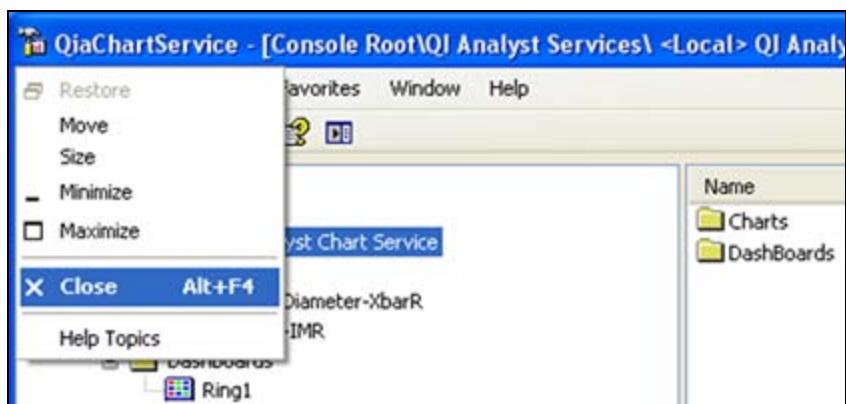 QiaChartService - [Console Root\QI Analyst Services\ <Local> QI Analy
Restore
avorites Window Help
Move
Size
Minimize
Maximize
Close Alt+F4
Help Topics
yst Chart Service
Diameter-XbarR
-IMR
Dashboards
Ring1
Name
Charts
DashBoards